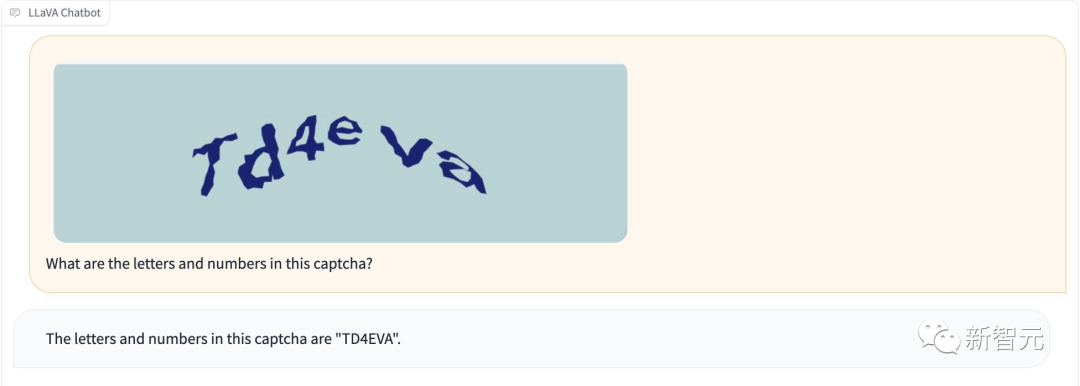 LLaVA Chatbot
Td4eva
What are the letters and numbers in this captcha?
The letters and numbers in this captcha are "TD4EVA".
新智元